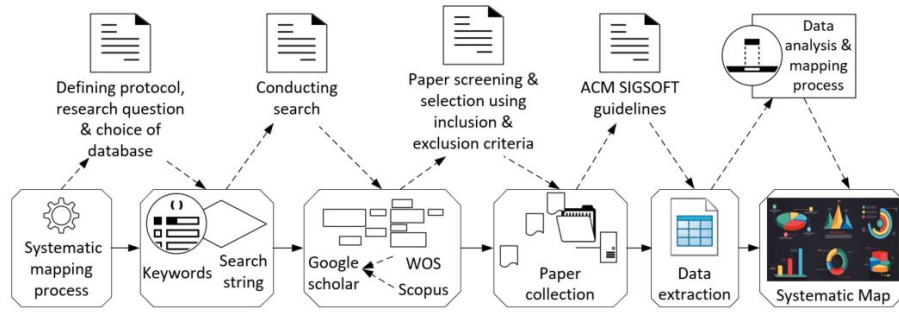 Defining protocol,
research question
& choice of
database
Conducting
search
Paper screening &
selection using
inclusion &
exclusion criteria
ACM SIGSOFT
guidelines
Data
analysis &
mapping
process
Systematic
mapping
process
{ }
Keywords
Search
string
Google
scholar
WOS
Scopus
Paper
collection
Data
extraction
Systematic Map